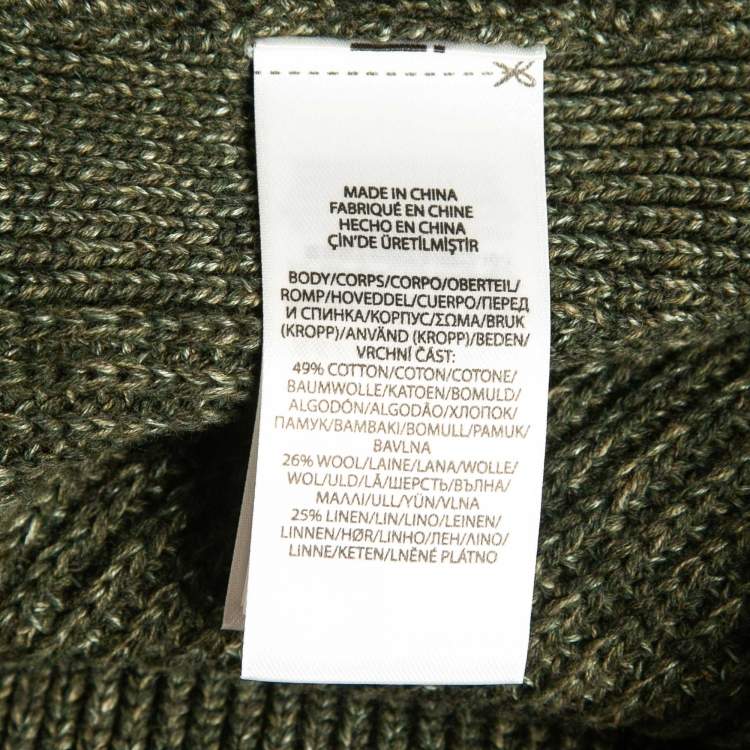 MADE IN CHINA
FABRIQUÉ EN CHINE
HECHO EN CHINA
ÇİN'DE ÜRETİLMİŞTİR
BODY/CORPS/CORPO/OBERTEIL/
ROMP/HOVEDDEL/CUERPO/ПЕРЕД
И СПИНКА/КОРПУС/ΣΩΜΑ/BRUK
(KROPP)/ANVÄND (KROPP)/BEDEN/
VRCHNÍ ČÁST:
49% COTTON/COTON/COTONE/
BAUMWOLLE/KATOEN/BOMULD/
ALGODÓN/ALGODÃO/ХЛОПОК/
ПАМУК/ΒΑΜΒΑΚΙ/BOMULL/PAMUK/
BAVLNA
26% WOOL/LAINE/LANA/WOLLE/
WOL/ULD/LÃ/ШЕРСТЬ/ВЪЛНА/
ΜΑΛΛΙ/ULL/YÜN/VLNA
25% LINEN/LIN/LINO/LEINEN/
LINNEN/HØR/LINHO/ЛЕН/ΛΙΝΟ/
LINNE/KETEN/LNĚNÉ PLÁTNO